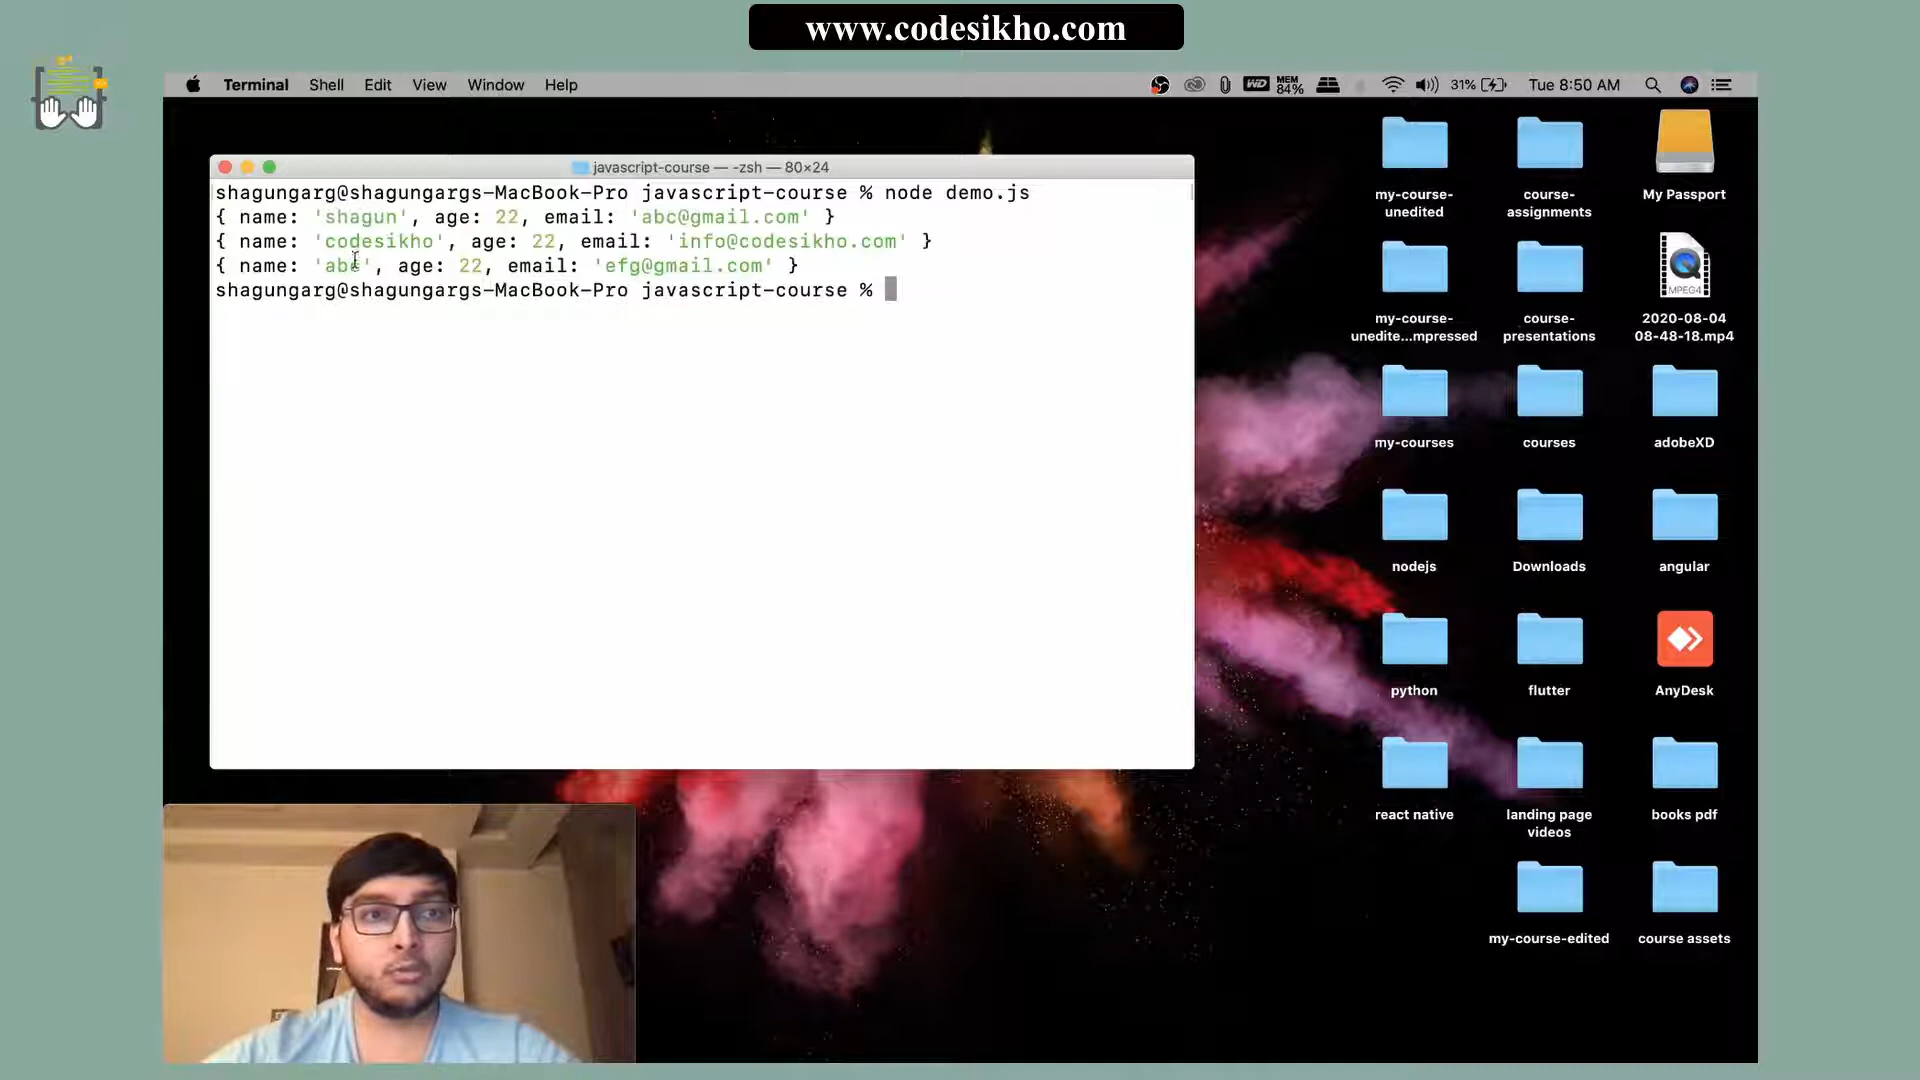 www.codesikho.com
Terminal Shell Edit View Window Help
WD MEM 84% 31% Tue 8:50 AM
javascript-course — -zsh — 80×24
shagungarg@shagungargs-MacBook-Pro javascript-course % node demo.js
{ name: 'shagun', age: 22, email: 'abc@gmail.com' }
{ name: 'codesikho', age: 22, email: 'info@codesikho.com' }
{ name: 'abc', age: 22, email: 'efg@gmail.com' }
shagungarg@shagungargs-MacBook-Pro javascript-course %
my-course-unedited
course-assignments
My Passport
MPEG4
my-course-unedite...mpressed
course-presentations
2020-08-04 08-48-18.mp4
my-courses
courses
adobeXD
nodejs
Downloads
angular
python
flutter
AnyDesk
react native
landing page videos
books pdf
my-course-edited
course assets